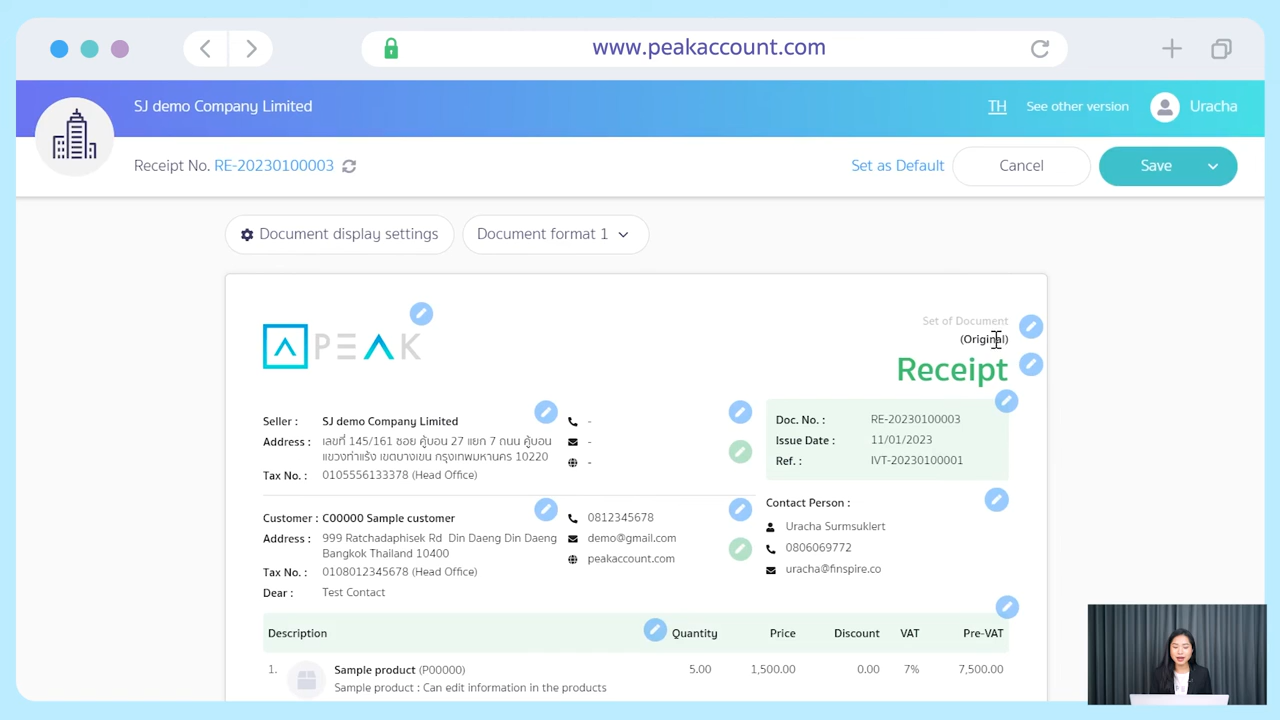 www.peakaccount.com
SJ demo Company Limited
TH See other version Uracha
Receipt No. RE-20230100003
Set as Default Cancel Save
Document display settings Document format 1
PEAK
Set of Document
(Original)
Receipt
Seller : SJ demo Company Limited
Address : เลขที่ 145/161 ซอย คู้บอน 27 แยก 7 ถนน คู้บอน
แขวงท่าแร้ง เขตบางเขน กรุงเทพมหานคร 10220
Tax No. : 0105556133378 (Head Office)
-
-
-
Doc. No. : RE-20230100003
Issue Date : 11/01/2023
Ref. : IVT-20230100001
Customer : C00000 Sample customer
Address : 999 Ratchadaphisek Rd Din Daeng Din Daeng
Bangkok Thailand 10400
Tax No. : 0108012345678 (Head Office)
Dear : Test Contact
0812345678
demo@gmail.com
peakaccount.com
Contact Person :
Uracha Surmsuklert
0806069772
uracha@finspire.co
Description Quantity Price Discount VAT Pre-VAT
1. Sample product (P00000) 5.00 1,500.00 0.00 7% 7,500.00
Sample product : Can edit information in the products